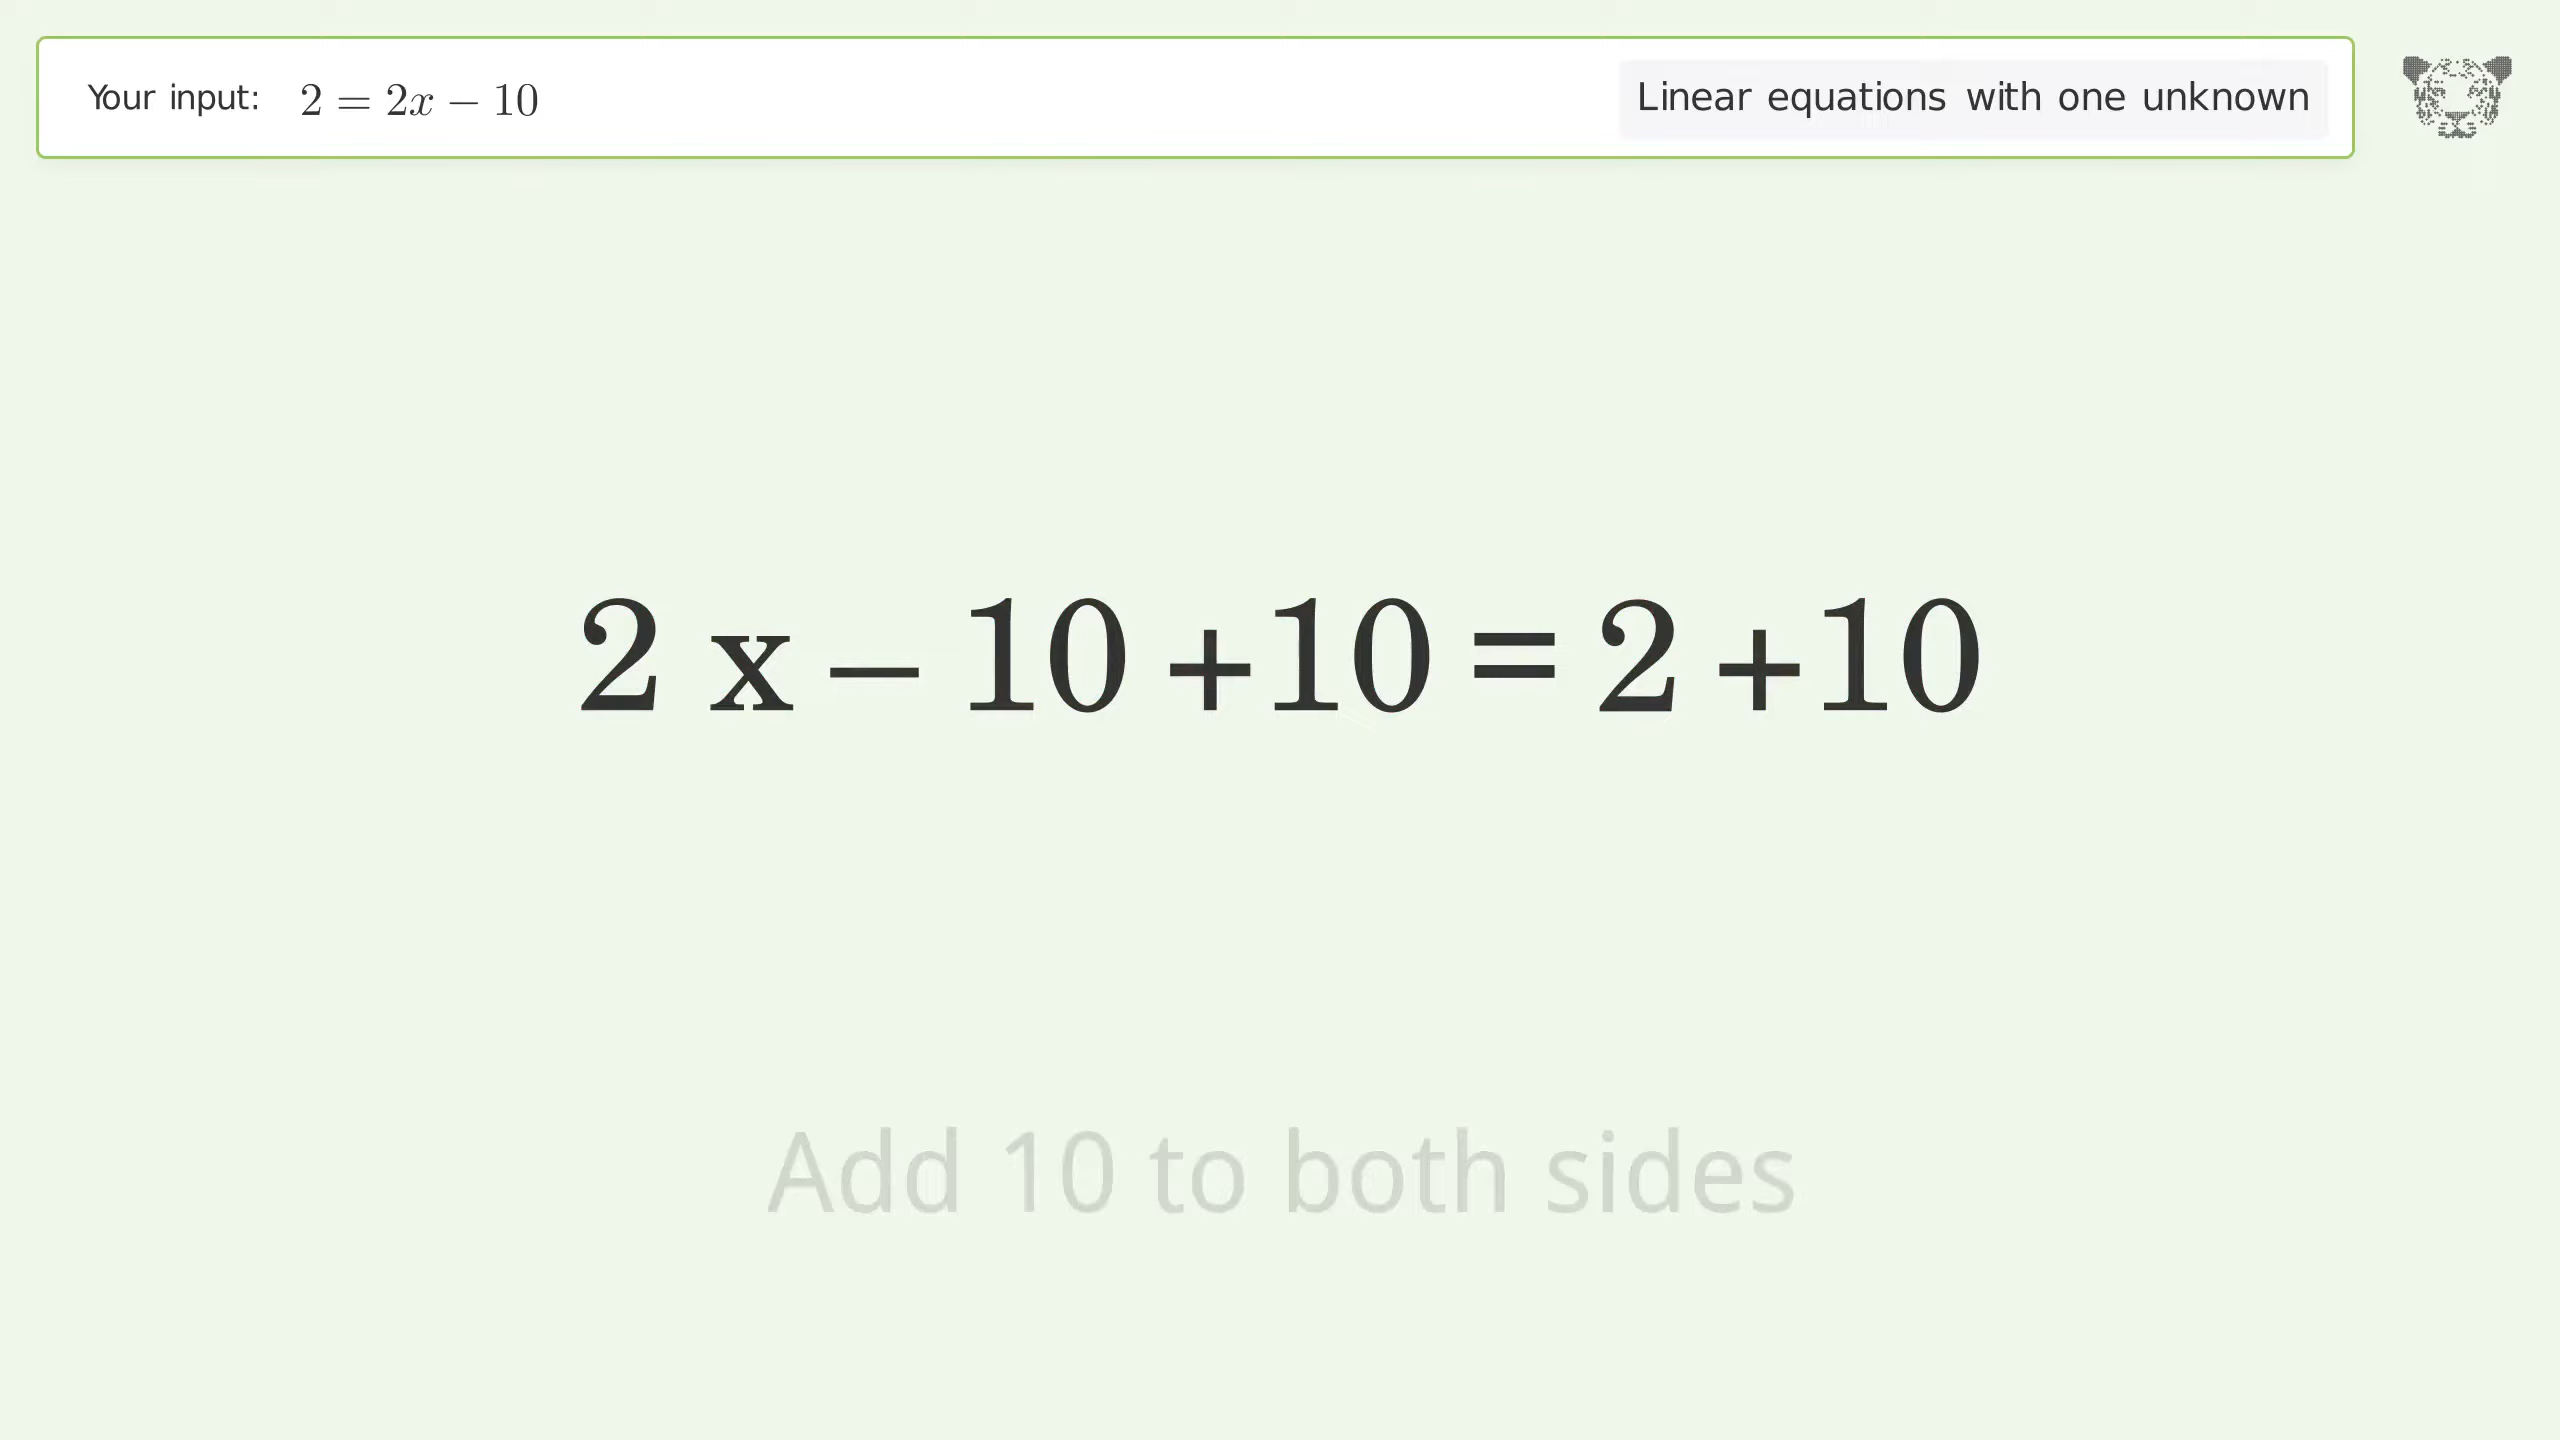 Your input: 2 = 2x − 10
Linear equations with one unknown
2 x − 10 +10 = 2 +10
Add 10 to both sides